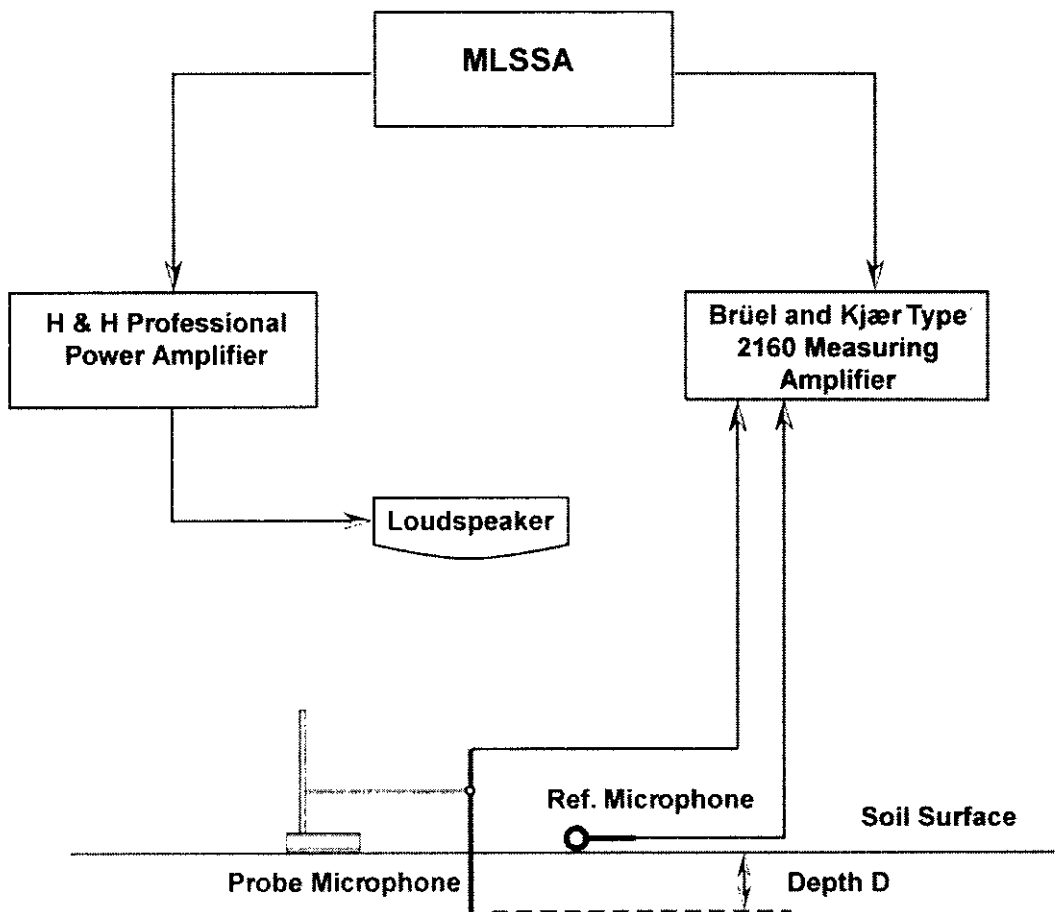 MLSSA
H & H Professional
Power Amplifier
Brüel and Kjær Type
2160 Measuring
Amplifier
Loudspeaker
Ref. Microphone
Soil Surface
Probe Microphone
Depth D